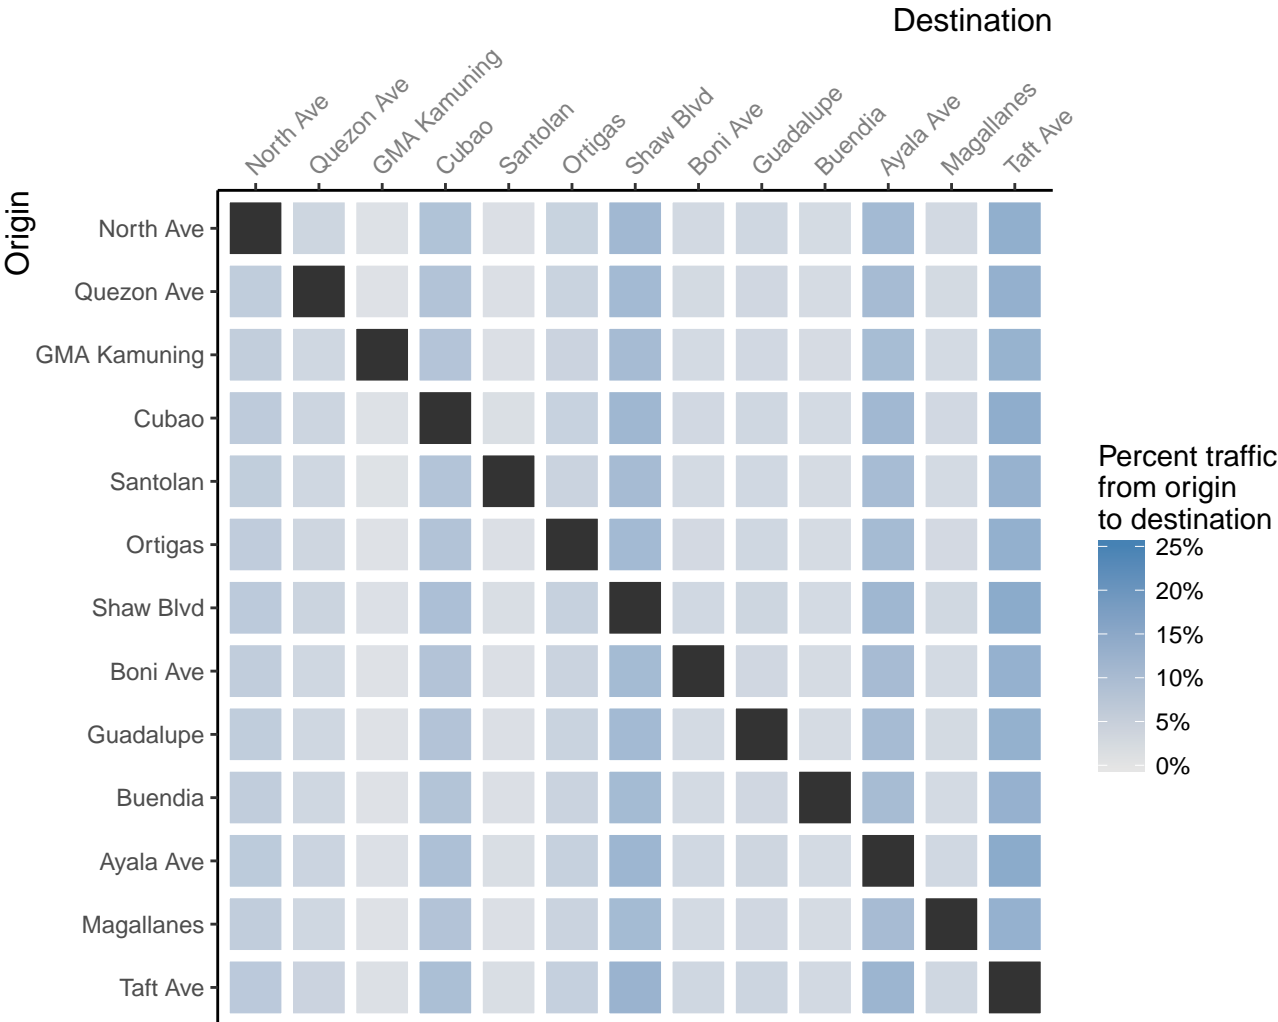 Destination
North Ave
Quezon Ave
GMA Kamuning
Cubao
Santolan
Ortigas
Shaw Blvd
Boni Ave
Guadalupe
Buendia
Ayala Ave
Magallanes
Taft Ave
Origin
North Ave
Quezon Ave
GMA Kamuning
Cubao
Santolan
Ortigas
Shaw Blvd
Boni Ave
Guadalupe
Buendia
Ayala Ave
Magallanes
Taft Ave
Percent traffic
from origin
to destination
25%
20%
15%
10%
5%
0%